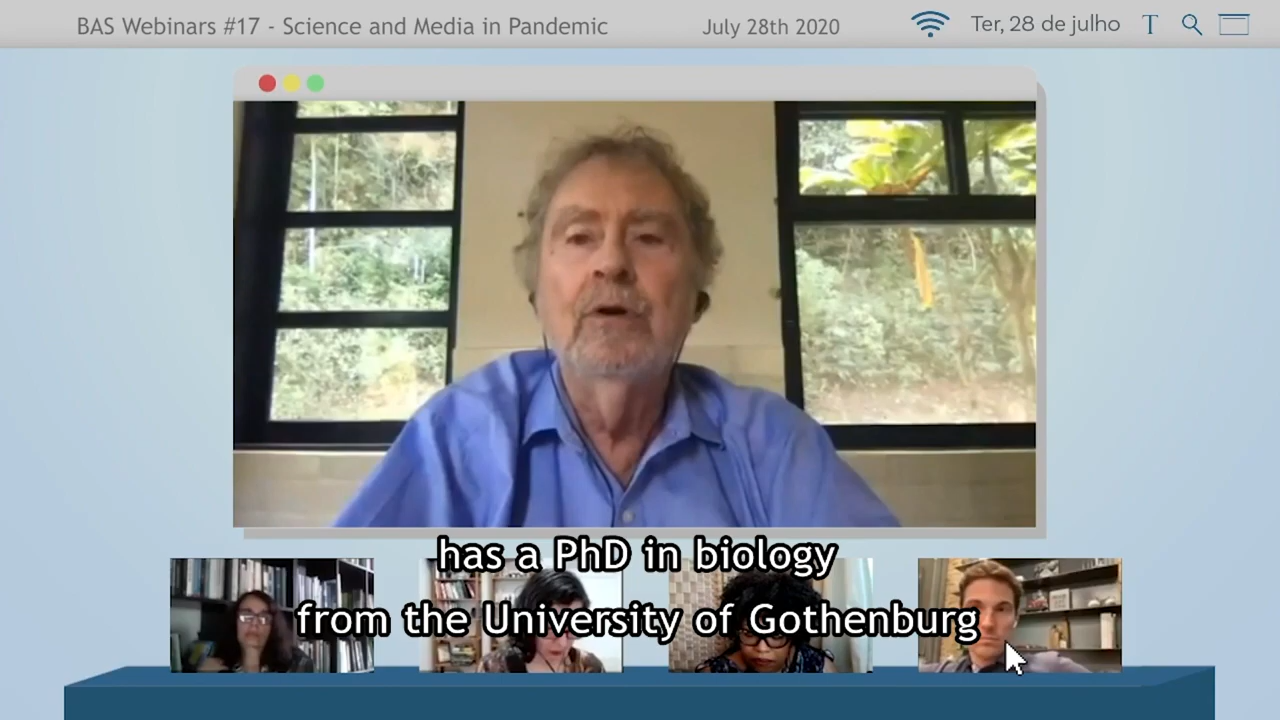 BAS Webinars #17 - Science and Media in Pandemic
July 28th 2020
Ter, 28 de julho
T
has a PhD in biology
from the University of Gothenburg